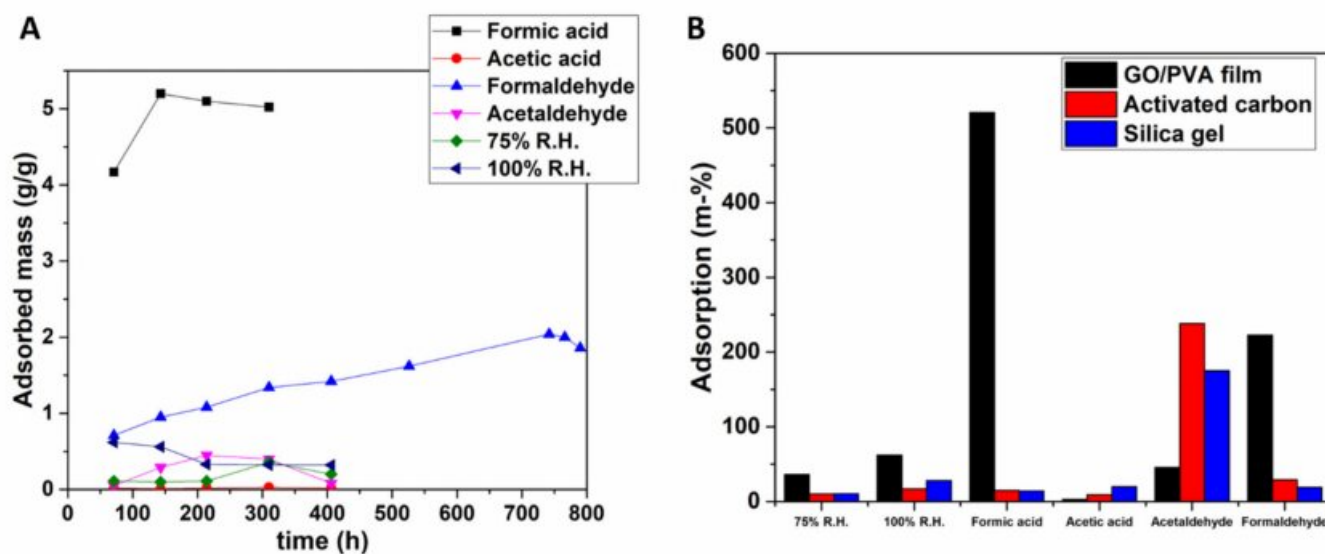 A
Formic acid
Acetic acid
Formaldehyde
Acetaldehyde
75% R.H.
100% R.H.
Adsorbed mass (g/g)
5
4
3
2
1
0
0 100 200 300 400 500 600 700 800
time (h)
B
GO/PVA film
Activated carbon
Silica gel
Adsorption (m-%)
600
500
400
300
200
100
0
75% R.H. 100% R.H. Formic acid Acetic acid Acetaldehyde Formaldehyde